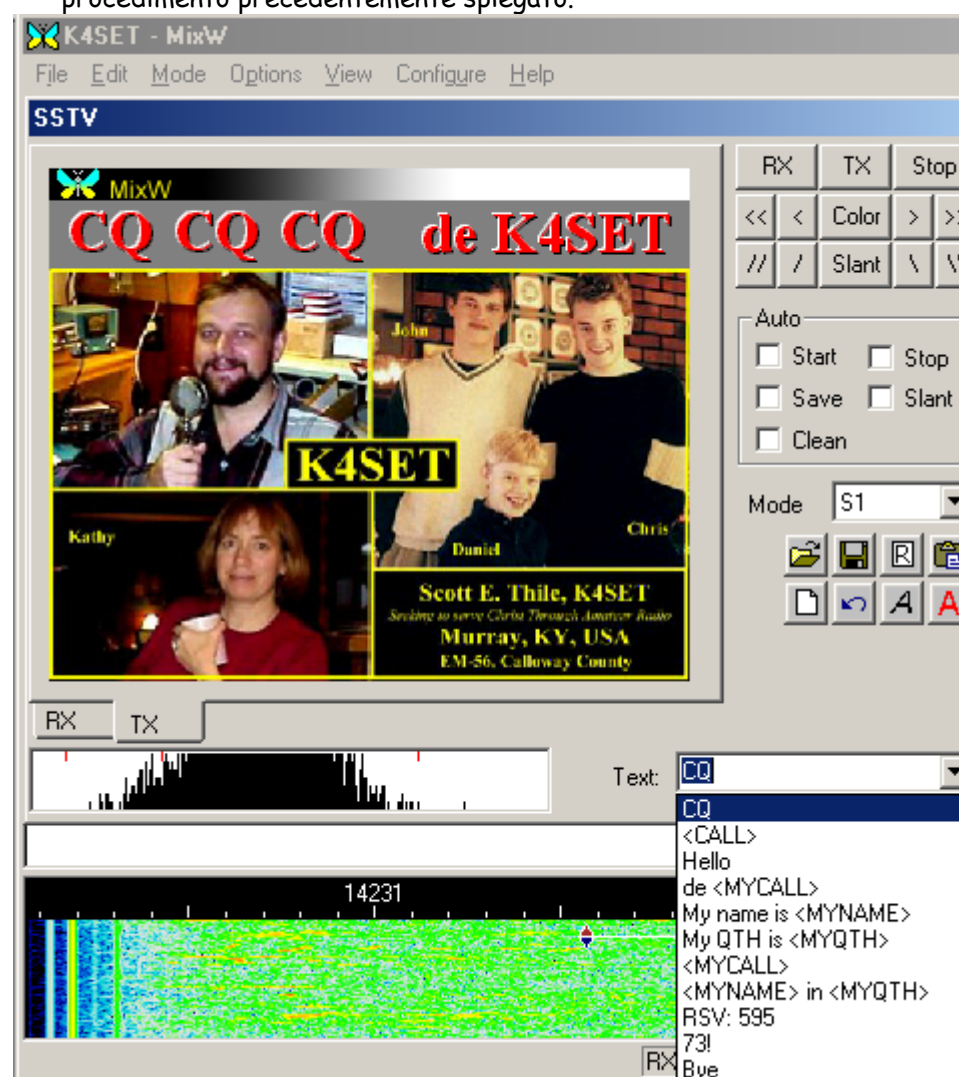 procedimento precedentemente spiegato.
K4SET - MixW
File Edit Mode Options View Configure Help
SSTV
MixW
CQ CQ CQ de K4SET
John
K4SET
Kathy
Daniel
Chris
Scott E. Thile, K4SET
Seeking to serve Christ Through Amateur Radio
Murray, KY, USA
EM-56, Calloway County
RX TX Stop
<< < Color > >>
// / Slant \ \\
Auto
Start Stop
Save Slant
Clean
Mode S1
R
A A
RX TX
Text: CQ
CQ
<CALL>
Hello
de <MYCALL>
My name is <MYNAME>
My QTH is <MYQTH>
<MYCALL>
<MYNAME> in <MYQTH>
RSV: 595
73!
Bye
14231
RX